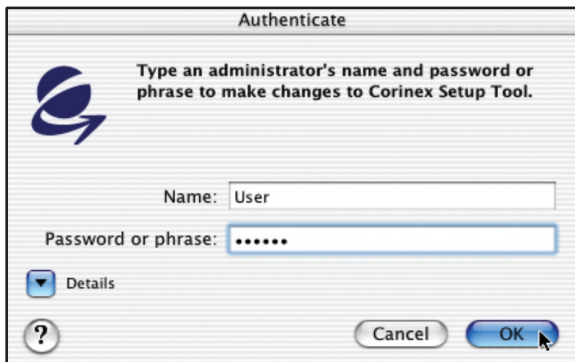 Authenticate
Type an administrator's name and password or
phrase to make changes to Corinex Setup Tool.
Name: User
Password or phrase: ••••••
Details
? Cancel OK